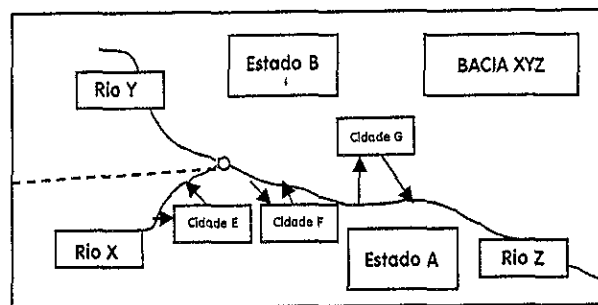 Estado B
BACIA XYZ
Rio Y
Cidade G
Cidade E
Cidade F
Rio X
Estado A
Rio Z